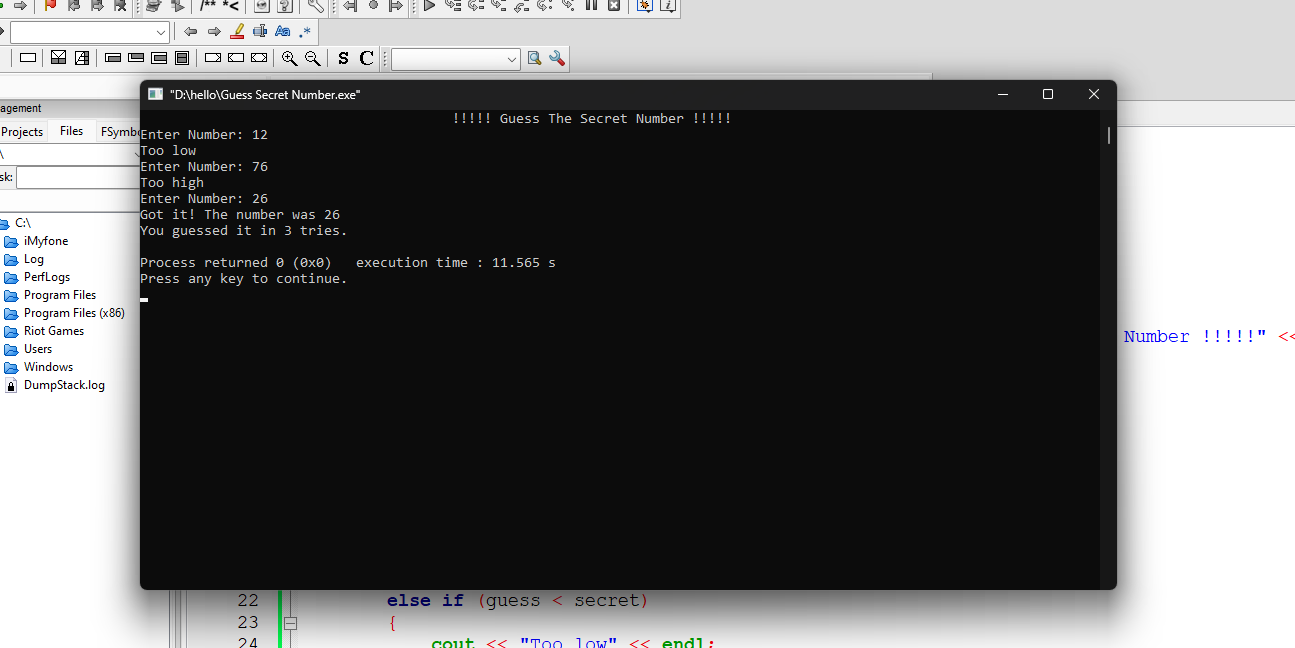 /** *<
Aa .*
S C
agement
Projects Files FSymbo
\
sk:
C:\
iMyfone
Log
PerfLogs
Program Files
Program Files (x86)
Riot Games
Users
Windows
DumpStack.log
"D:\hello\Guess Secret Number.exe"
!!!!! Guess The Secret Number !!!!!
Enter Number: 12
Too low
Enter Number: 76
Too high
Enter Number: 26
Got it! The number was 26
You guessed it in 3 tries.
Process returned 0 (0x0)   execution time : 11.565 s
Press any key to continue.
Number !!!!!" <<
22 else if (guess < secret)
23 {
24 cout << "Too low" << endl;